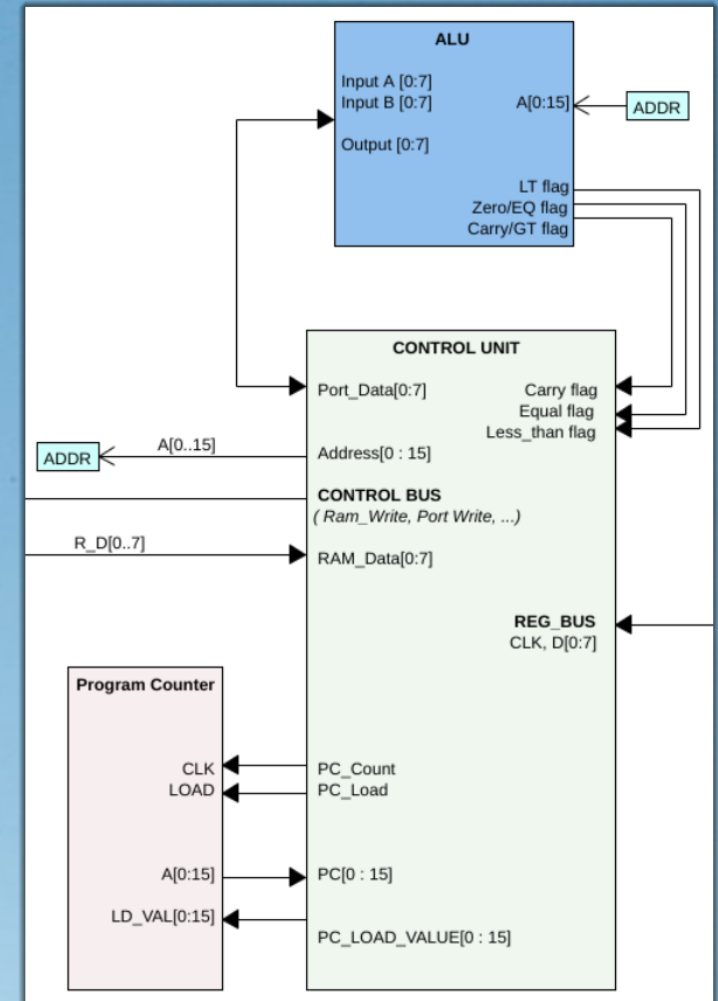 ALU
Input A [0:7]
Input B [0:7]
A[0:15]
ADDR
Output [0:7]
LT flag
Zero/EQ flag
Carry/GT flag
CONTROL UNIT
Port_Data[0:7]
Carry flag
Equal flag
Less_than flag
ADDR
A[0..15]
Address[0 : 15]
CONTROL BUS
( Ram_Write, Port Write, ...)
R_D[0..7]
RAM_Data[0:7]
REG_BUS
CLK, D[0:7]
Program Counter
CLK
LOAD
PC_Count
PC_Load
A[0:15]
PC[0 : 15]
LD_VAL[0:15]
PC_LOAD_VALUE[0 : 15]